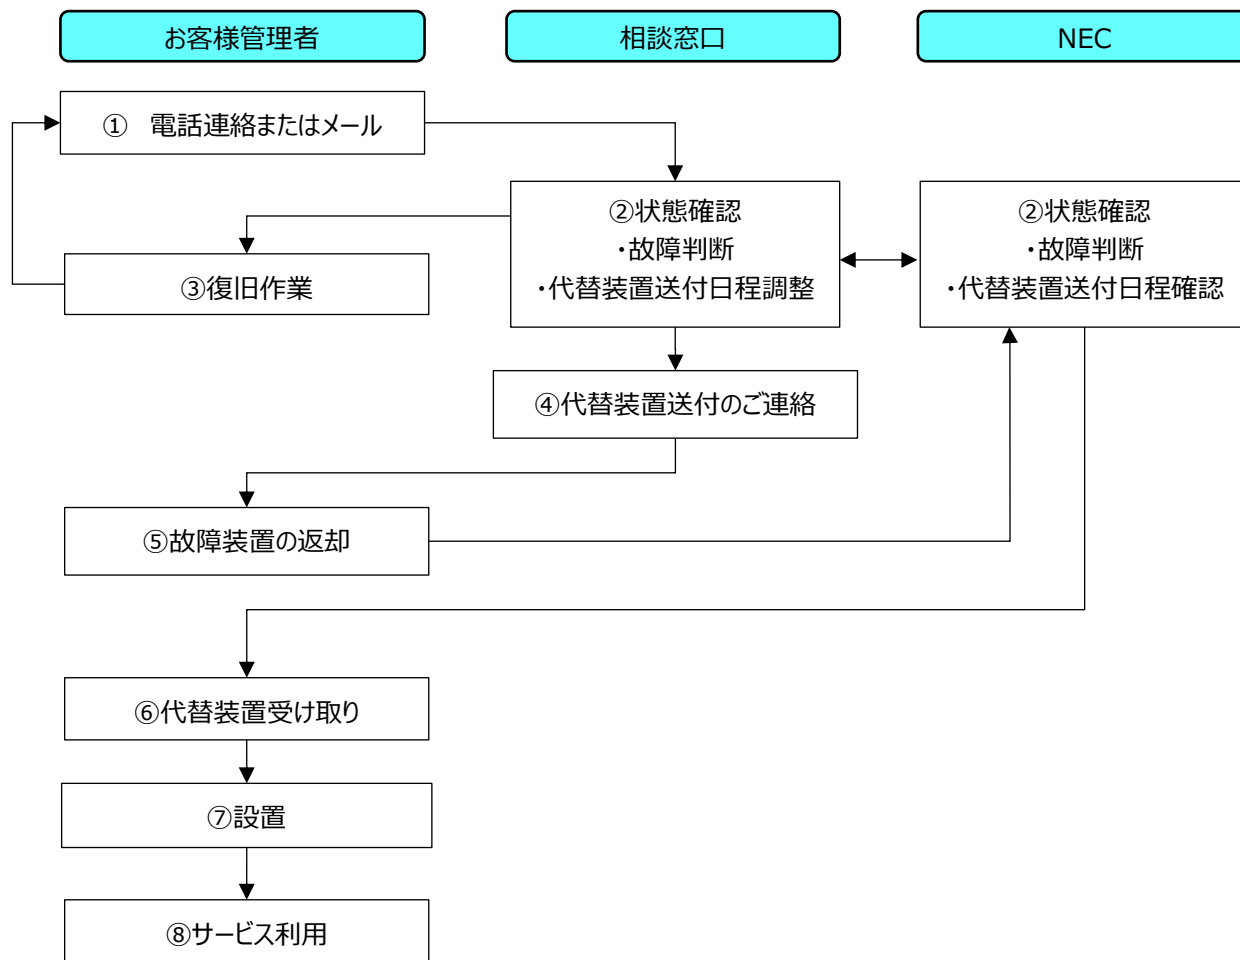 お客様管理者
相談窓口
NEC
① 電話連絡またはメール
②状態確認
・故障判断
・代替装置送付日程調整
②状態確認
・故障判断
・代替装置送付日程確認
③復旧作業
④代替装置送付のご連絡
⑤故障装置の返却
⑥代替装置受け取り
⑦設置
⑧サービス利用